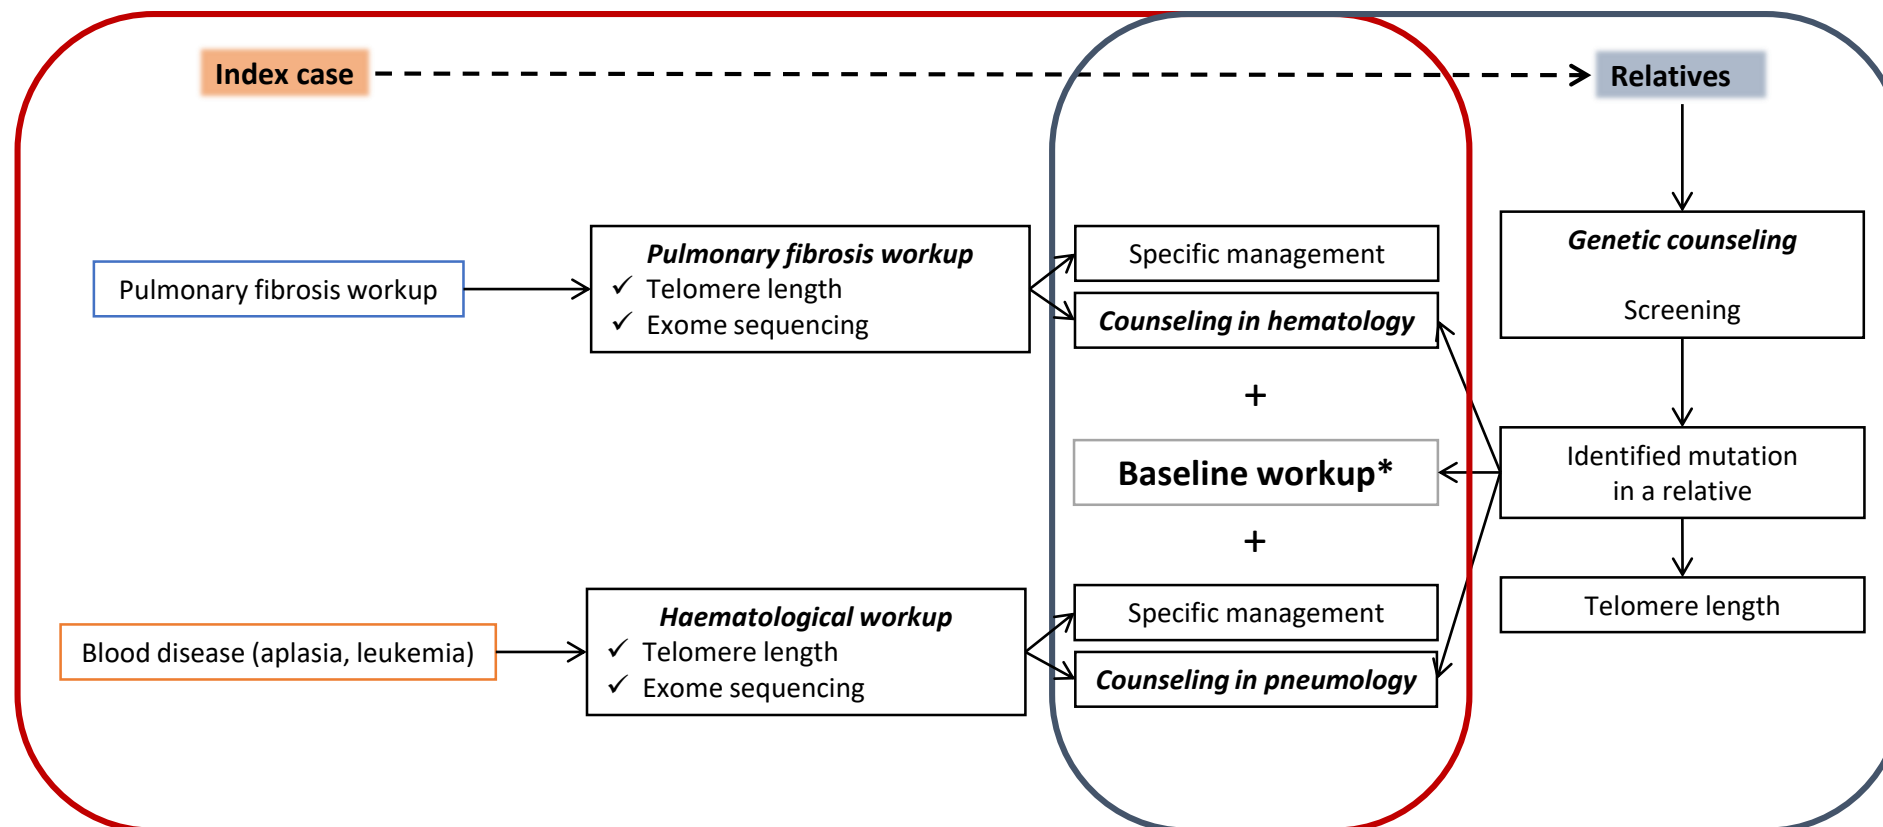 Index case
Relatives
Pulmonary fibrosis workup
Pulmonary fibrosis workup
✓ Telomere length
✓ Exome sequencing
Specific management
Counseling in hematology
+
Baseline workup*
+
Genetic counseling
Screening
Identified mutation
in a relative
Telomere length
Blood disease (aplasia, leukemia)
Haematological workup
✓ Telomere length
✓ Exome sequencing
Specific management
Counseling in pneumology